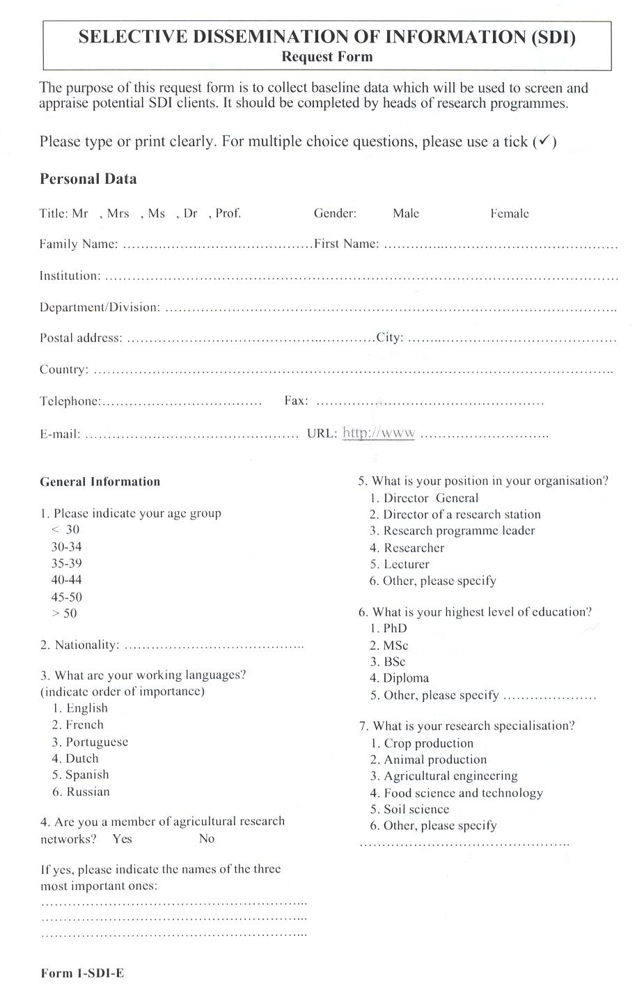 SELECTIVE DISSEMINATION OF INFORMATION (SDI)
Request Form
The purpose of this request form is to collect baseline data which will be used to screen and
appraise potential SDI clients. It should be completed by heads of research programmes.
Please type or print clearly. For multiple choice questions, please use a tick (✓)
Personal Data
Title: Mr , Mrs , Ms , Dr , Prof. Gender: Male Female
Family Name: ........................................... First Name: .....................................................
Institution: ....................................................................................................................
Department/Division: .....................................................................................................
Postal address: ........................................................ City: ...............................................
Country: .....................................................................................................................
Telephone:.................................... Fax: ...................................................
E-mail: ................................................ URL: http://www .............................
General Information
1. Please indicate your age group
< 30
30-34
35-39
40-44
45-50
> 50
2. Nationality: .........................................
3. What are your working languages?
(indicate order of importance)
1. English
2. French
3. Portuguese
4. Dutch
5. Spanish
6. Russian
4. Are you a member of agricultural research
networks? Yes No
If yes, please indicate the names of the three
most important ones:
............................................................
............................................................
............................................................
5. What is your position in your organisation?
1. Director General
2. Director of a research station
3. Research programme leader
4. Researcher
5. Lecturer
6. Other, please specify
6. What is your highest level of education?
1. PhD
2. MSc
3. BSc
4. Diploma
5. Other, please specify .....................
7. What is your research specialisation?
1. Crop production
2. Animal production
3. Agricultural engineering
4. Food science and technology
5. Soil science
6. Other, please specify
...............................................
Form 1-SDI-E